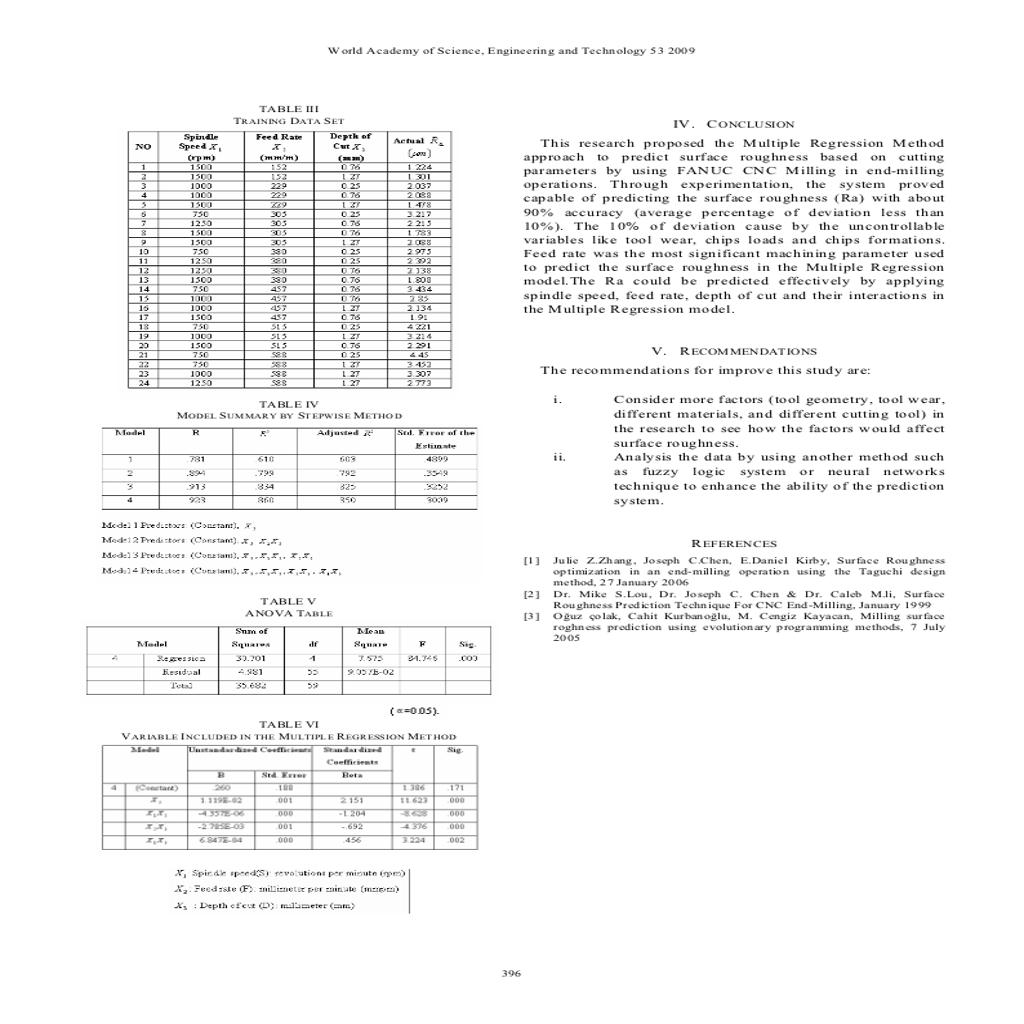 World Academy of Science, Engineering and Technology 53 2009
TABLE III
TRAINING DATA SET
NO Spindle Speed X1 (rpm) Feed Rate X2 (mm/m) Depth of Cut X3 (mm) Actual Ra (µm)
1 1500 152 0.76 1.224
2 1500 152 1.27 1.301
3 1000 229 0.25 2.037
4 1000 229 0.76 2.088
5 1500 229 1.27 1.478
6 750 305 0.25 3.217
7 1250 305 0.76 2.215
8 1500 305 0.76 1.783
9 1500 305 1.27 2.088
10 750 380 0.25 2.975
11 1250 380 0.25 2.392
12 1250 380 0.76 2.138
13 1500 380 0.76 1.808
14 750 457 0.76 3.434
15 1000 457 0.76 2.85
16 1000 457 1.27 2.134
17 1500 457 0.76 1.91
18 750 515 0.25 4.221
19 1000 515 1.27 3.214
20 1500 515 0.76 2.291
21 750 588 0.25 4.45
22 750 588 1.27 3.452
23 1000 588 1.27 3.307
24 1250 588 1.27 2.773
TABLE IV
MODEL SUMMARY BY STEPWISE METHOD
Model R R² Adjusted R² Std. Error of the Estimate
1 .781 .610 .603 .4899
2 .894 .799 .792 .3549
3 .913 .834 .825 .3252
4 .923 .860 .850 .3009
Model 1 Predictors: (Constant),
Model 2 Predictors: (Constant),
Model 3 Predictors: (Constant),
Model 4 Predictors: (Constant),
TABLE V
ANOVA TABLE
Model Sum of Squares df Mean Square F Sig.
4 Regression 30.701 4 7.675 84.746 .000
Residual 4.981 55 9.057E-02
Total 35.682 59
(α=0.05).
TABLE VI
VARIABLE INCLUDED IN THE MULTIPLE REGRESSION METHOD
Model Unstandardized Coefficients Standardized Coefficients t Sig.
B Std. Error Beta
4 (Constant) .260 .188 1.386 .171
1.119E-02 .001 2.151 11.623 .000
-4.357E-06 .000 -1.204 -8.628 .000
-2.785E-03 .001 -.692 -4.376 .000
6.847E-04 .000 .456 3.224 .002
X1 Spindle speed(S): revolutions per minute (rpm)
X2: Feed rate (F): millimeter per minute (mmpm)
X3 : Depth of cut (D): millimeter (mm)
IV. CONCLUSION
This research proposed the Multiple Regression Method
approach to predict surface roughness based on cutting
parameters by using FANUC CNC Milling in end-milling
operations. Through experimentation, the system proved
capable of predicting the surface roughness (Ra) with about
90% accuracy (average percentage of deviation less than
10%). The 10% of deviation cause by the uncontrollable
variables like tool wear, chips loads and chips formations.
Feed rate was the most significant machining parameter used
to predict the surface roughness in the Multiple Regression
model.The Ra could be predicted effectively by applying
spindle speed, feed rate, depth of cut and their interactions in
the Multiple Regression model.
V. RECOMMENDATIONS
The recommendations for improve this study are:
i. Consider more factors (tool geometry, tool wear,
different materials, and different cutting tool) in
the research to see how the factors would affect
surface roughness.
ii. Analysis the data by using another method such
as fuzzy logic system or neural networks
technique to enhance the ability of the prediction
system.
REFERENCES
[1] Julie Z.Zhang, Joseph C.Chen, E.Daniel Kirby, Surface Roughness
optimization in an end-milling operation using the Taguchi design
method, 27 January 2006
[2] Dr. Mike S.Lou, Dr. Joseph C. Chen & Dr. Caleb M.li, Surface
Roughness Prediction Technique For CNC End-Milling, January 1999
[3] Oğuz çolak, Cahit Kurbanoğlu, M. Cengiz Kayacan, Milling surface
roghness prediction using evolutionary programming methods, 7 July
2005
396